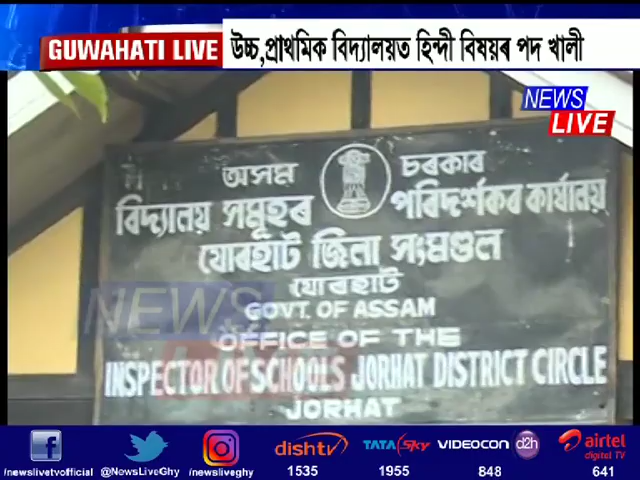 GUWAHATI LIVE
উচ্চ,প্ৰাথমিক বিদ্যালয়ত হিন্দী বিষয়ৰ পদ খালী
NEWS
LIVE
অসম চৰকাৰ
বিদ্যালয় সমূহৰ পৰিদৰ্শকৰ কাৰ্যালয়
যোৰহাট জিলা সংমণ্ডল
যোৰহাট
GOVT. OF ASSAM
OFFICE OF THE
INSPECTOR OF SCHOOLS JORHAT DISTRICT CIRCLE
JORHAT
NEWS
LIVE
/newslivetvofficial @NewsLiveGhy /newsliveghy
dishtv 1535
TATA Sky 1955
VIDEOCON d2h 848
airtel digital TV 641